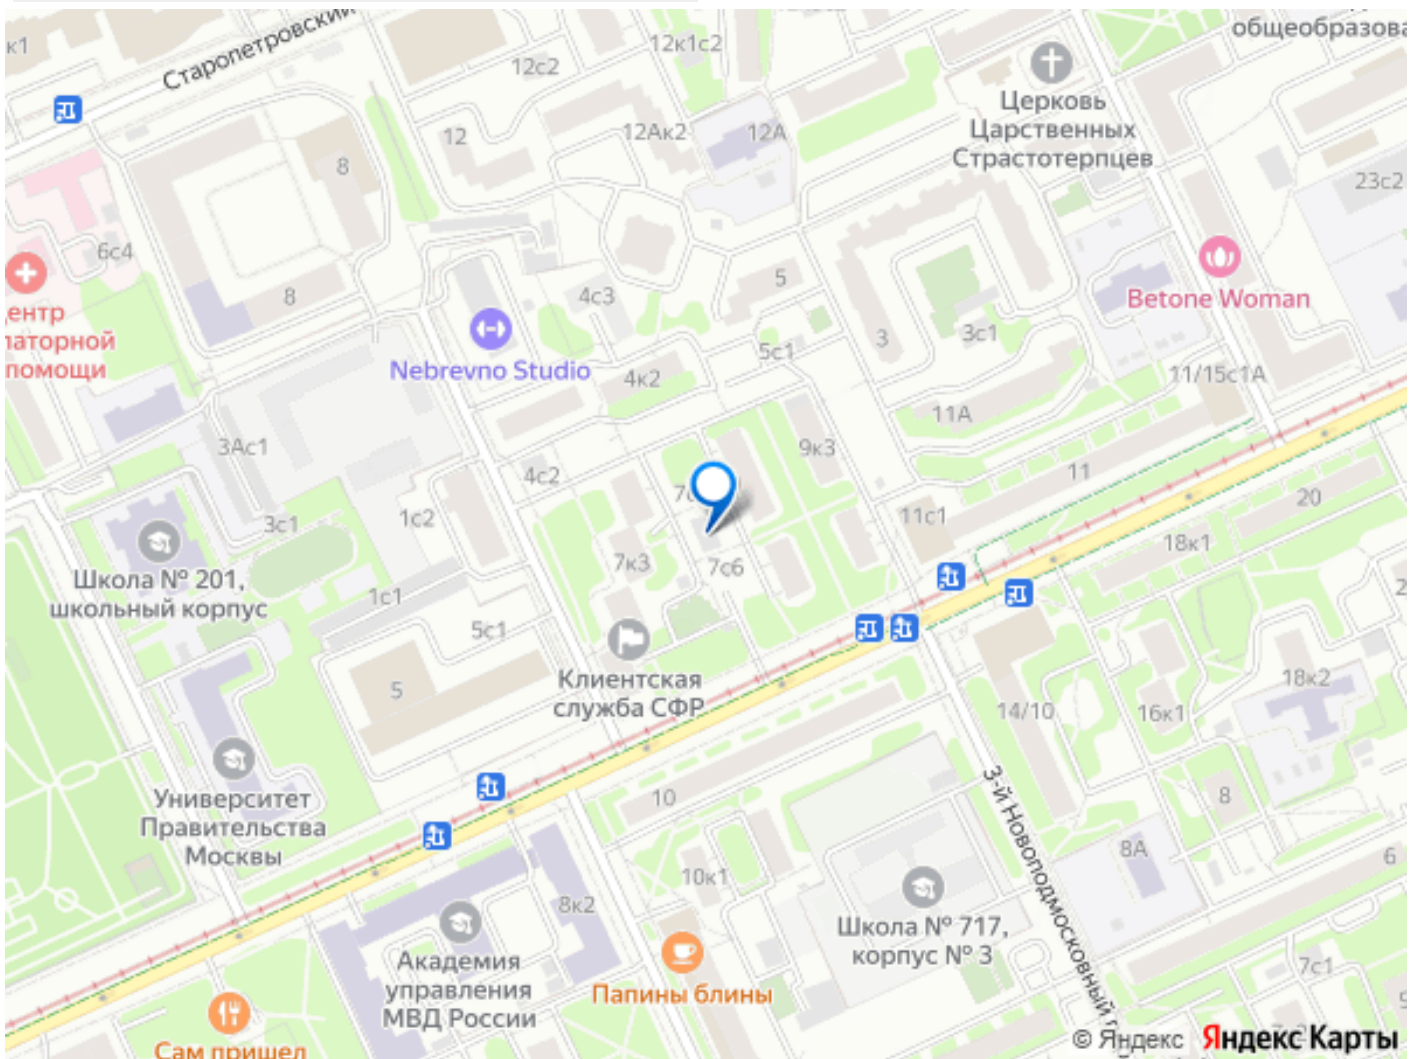 к1
Старопетровский
12к1с2
общеобразова
12с2
Церковь
Царственных
Страстотерпцев
12
12Ак2
12А
8
23с2
6с4
8
4с3
5
Betone Woman
ентр
латорной
помощи
Nebrevno Studio
3
3с1
5с1
4к2
11/15с1А
11А
3Ас1
9к3
4с2
11
20
3с1
1с2
11с1
18к1
Школа № 201,
школьный корпус
7к3
7с6
1с1
5с1
Клиентская
служба СФР
5
18к2
14/10
16к1
3-й Новоподмосковный п
Университет
Правительства
Москвы
10
8
8А
6
10к1
8к2
Школа № 717,
корпус № 3
Академия
управления
МВД России
Папины блины
7с1
Сам пришел
© Яндекс Яндекс Карты